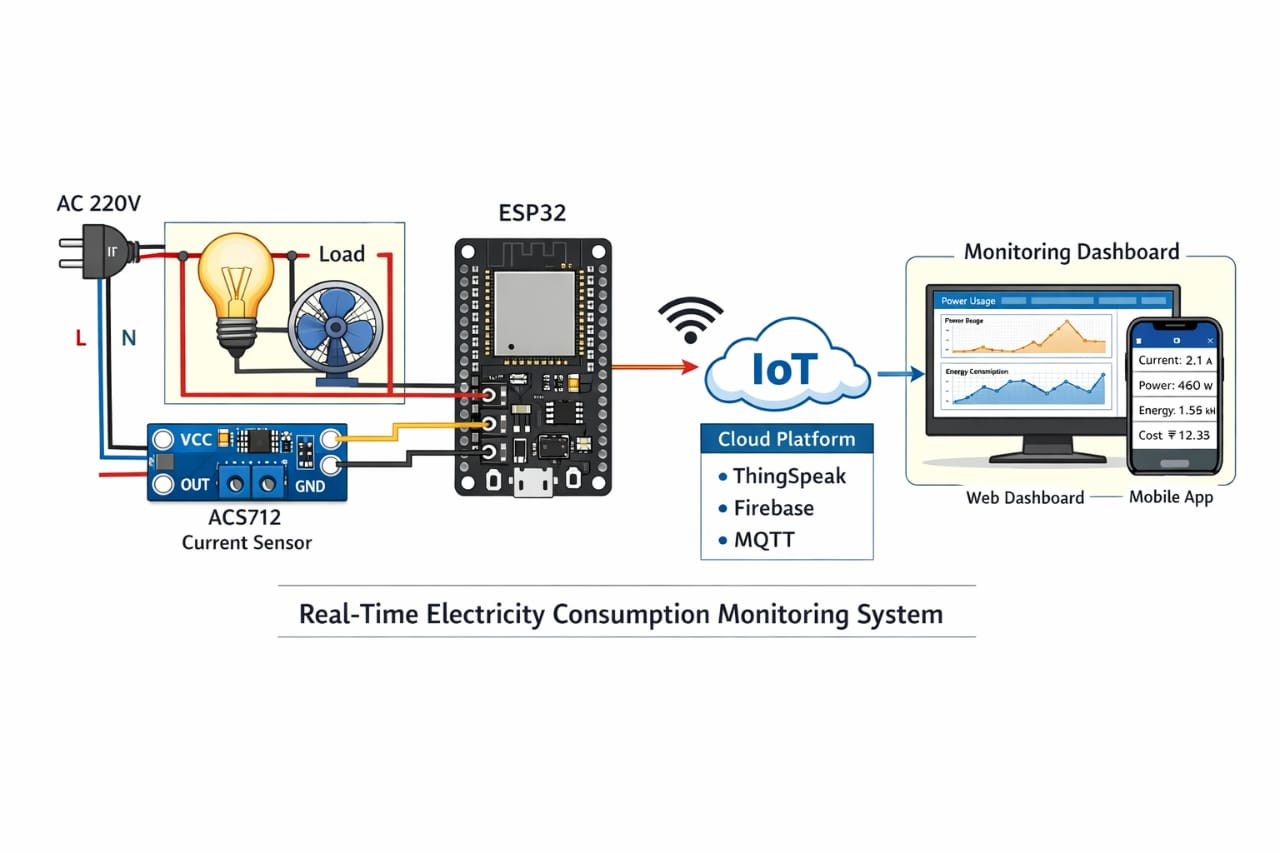 AC 220V
ESP32
Load
L
N
VCC
OUT
GND
ACS712
Current Sensor
IoT
Cloud Platform
• ThingSpeak
• Firebase
• MQTT
Monitoring Dashboard
Power Usage
Energy Consmption
Current: 2.1 A
Power: 460 w
Energy: 1.55 kH
Cost ₸ 12.33
Web Dashboard
Mobile App
Real-Time Electricity Consumption Monitoring System